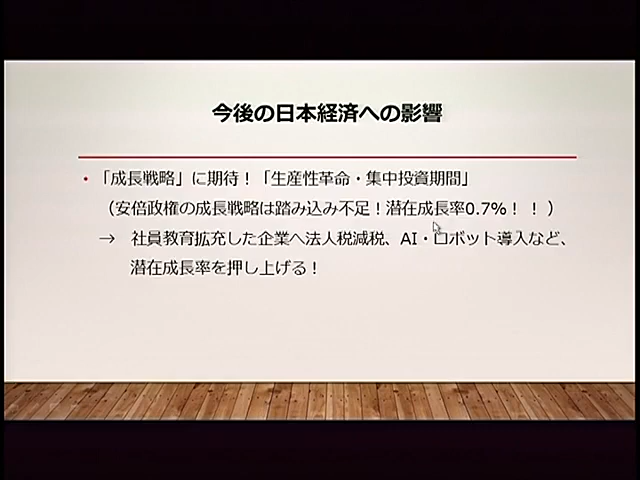 今後の日本経済への影響
・「成長戦略」に期待！「生産性革命・集中投資期間」
（安倍政権の成長戦略は踏み込み不足！潜在成長率0.7%！！）
→ 社員教育拡充した企業へ法人税減税、AI・ロボット導入など、
潜在成長率を押し上げる！